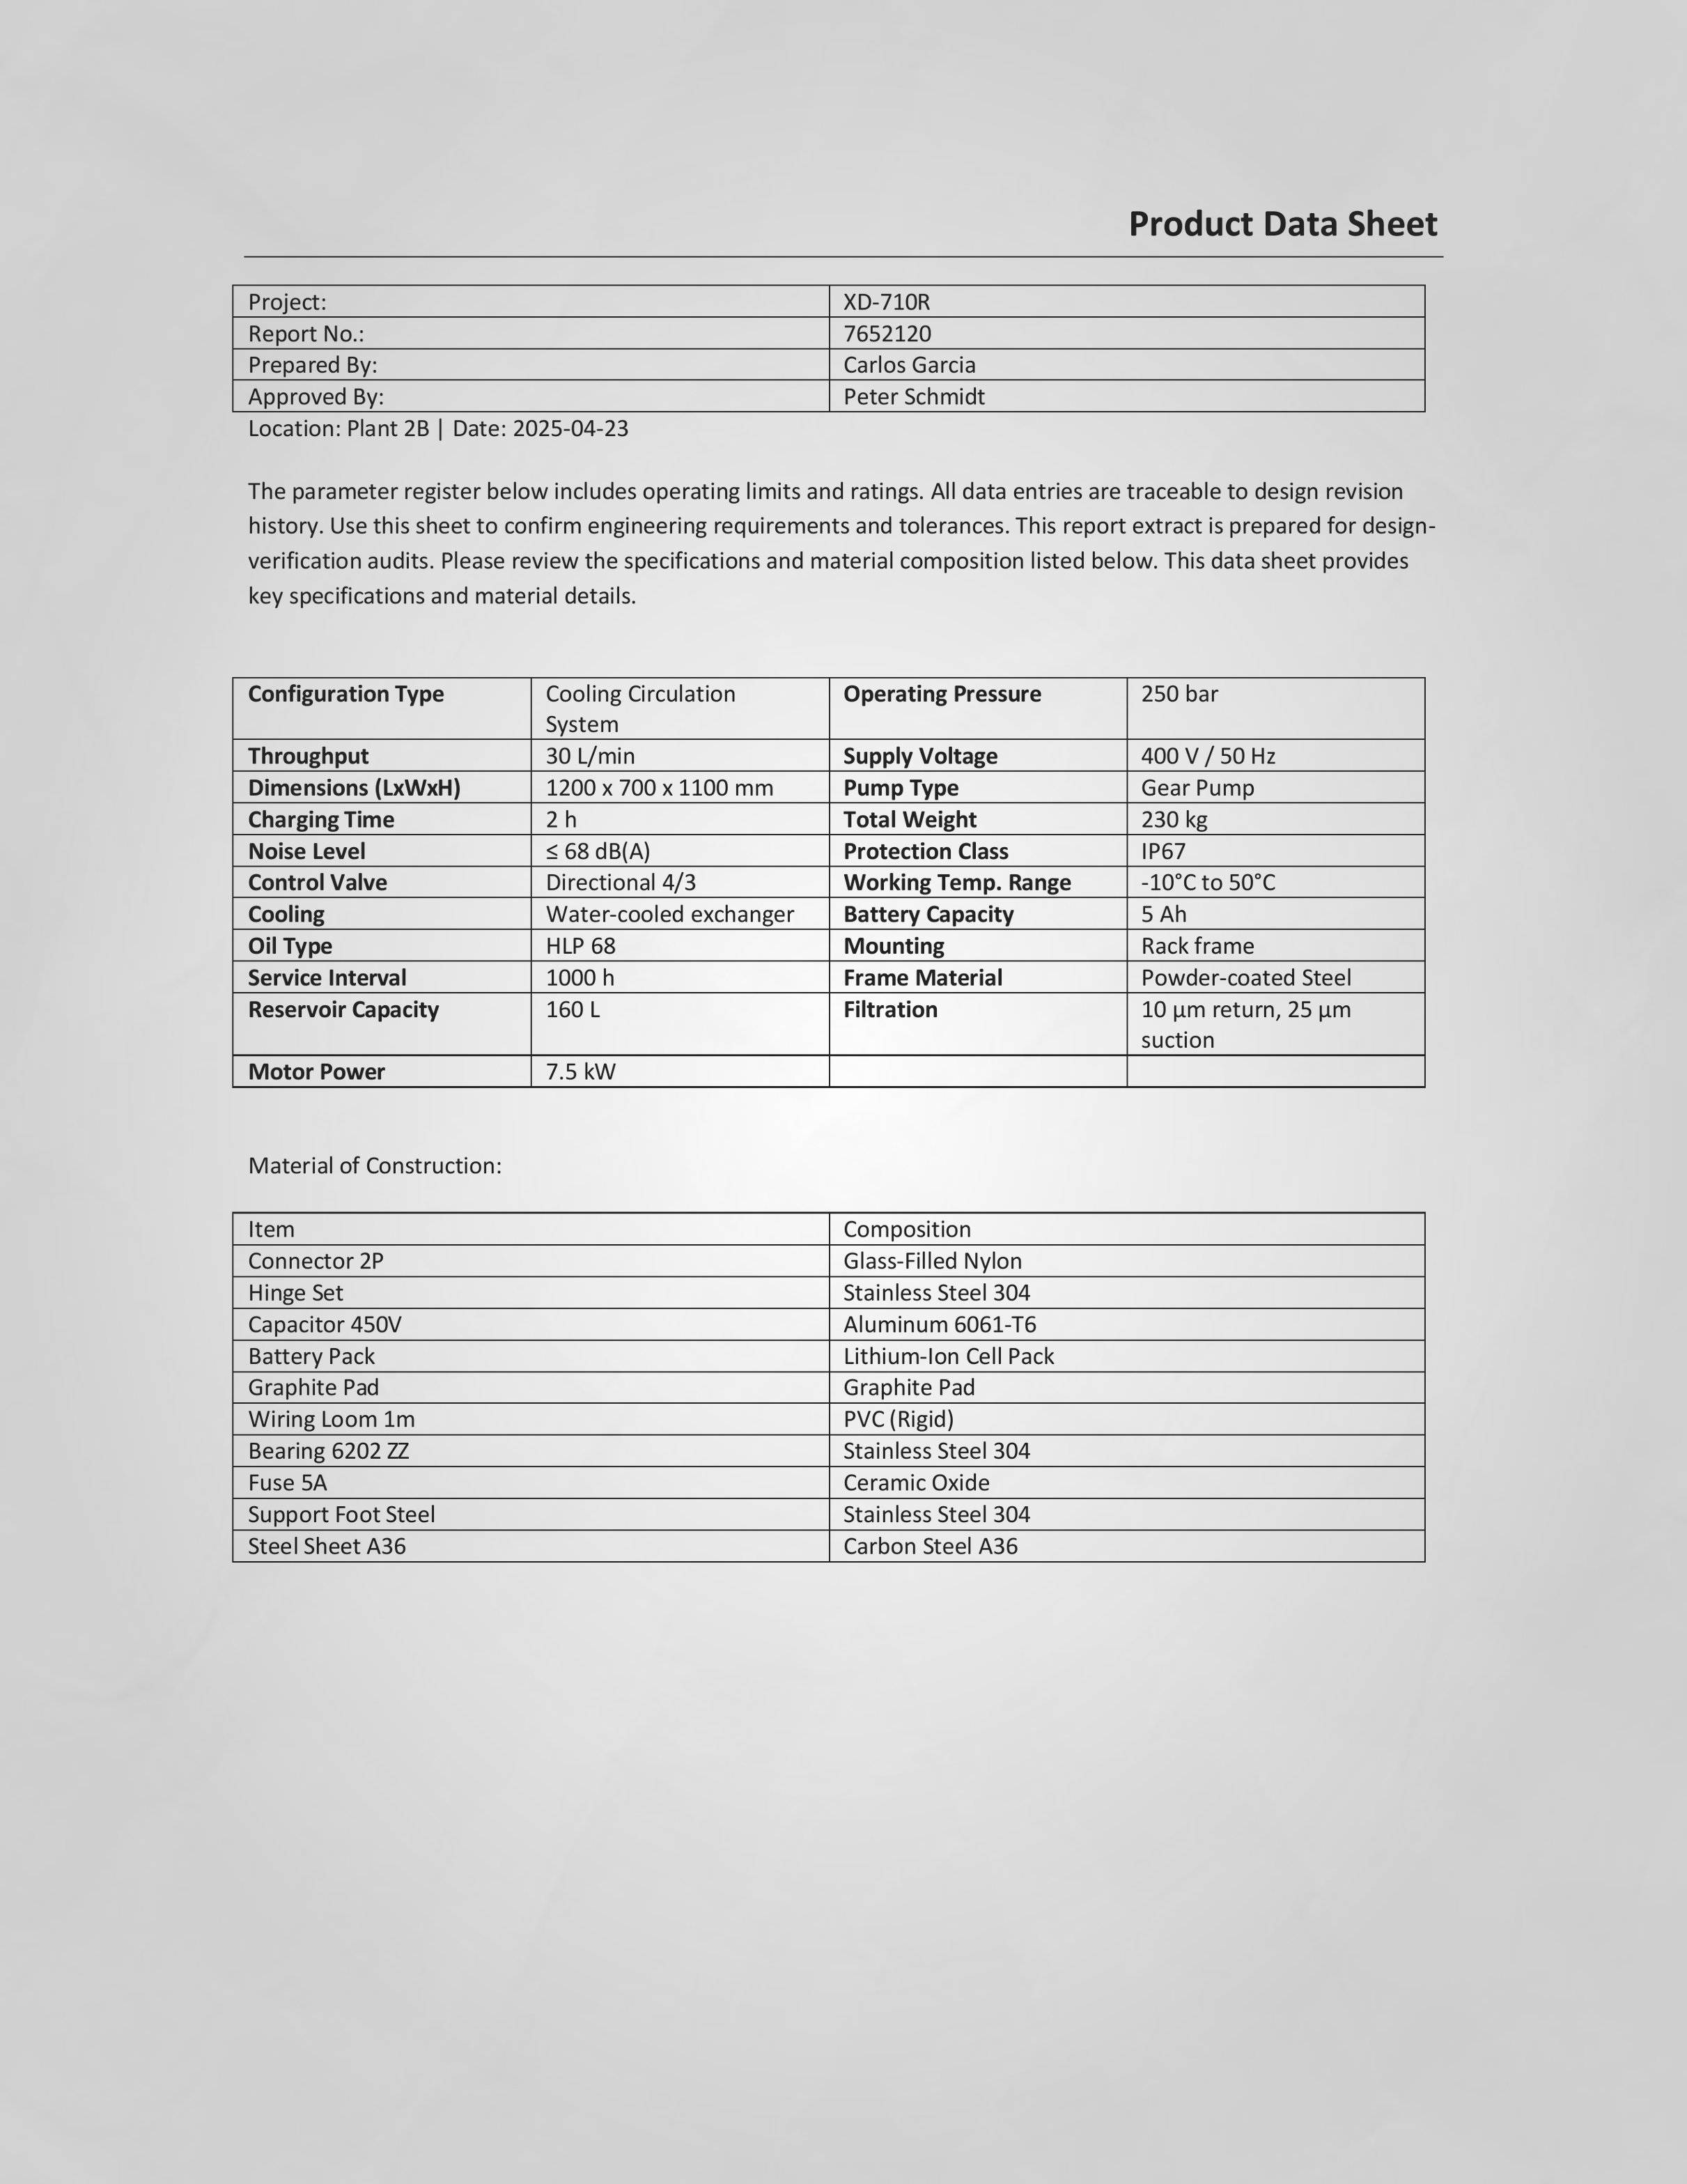 Product Data Sheet
Project: XD-710R
Report No.: 7652120
Prepared By: Carlos Garcia
Approved By: Peter Schmidt
Location: Plant 2B | Date: 2025-04-23
The parameter register below includes operating limits and ratings. All data entries are traceable to design revision
history. Use this sheet to confirm engineering requirements and tolerances. This report extract is prepared for design-
verification audits. Please review the specifications and material composition listed below. This data sheet provides
key specifications and material details.
Configuration Type Cooling Circulation System Operating Pressure 250 bar
Throughput 30 L/min Supply Voltage 400 V / 50 Hz
Dimensions (LxWxH) 1200 x 700 x 1100 mm Pump Type Gear Pump
Charging Time 2 h Total Weight 230 kg
Noise Level ≤ 68 dB(A) Protection Class IP67
Control Valve Directional 4/3 Working Temp. Range -10°C to 50°C
Cooling Water-cooled exchanger Battery Capacity 5 Ah
Oil Type HLP 68 Mounting Rack frame
Service Interval 1000 h Frame Material Powder-coated Steel
Reservoir Capacity 160 L Filtration 10 µm return, 25 µm suction
Motor Power 7.5 kW
Material of Construction:
Item Composition
Connector 2P Glass-Filled Nylon
Hinge Set Stainless Steel 304
Capacitor 450V Aluminum 6061-T6
Battery Pack Lithium-Ion Cell Pack
Graphite Pad Graphite Pad
Wiring Loom 1m PVC (Rigid)
Bearing 6202 ZZ Stainless Steel 304
Fuse 5A Ceramic Oxide
Support Foot Steel Stainless Steel 304
Steel Sheet A36 Carbon Steel A36